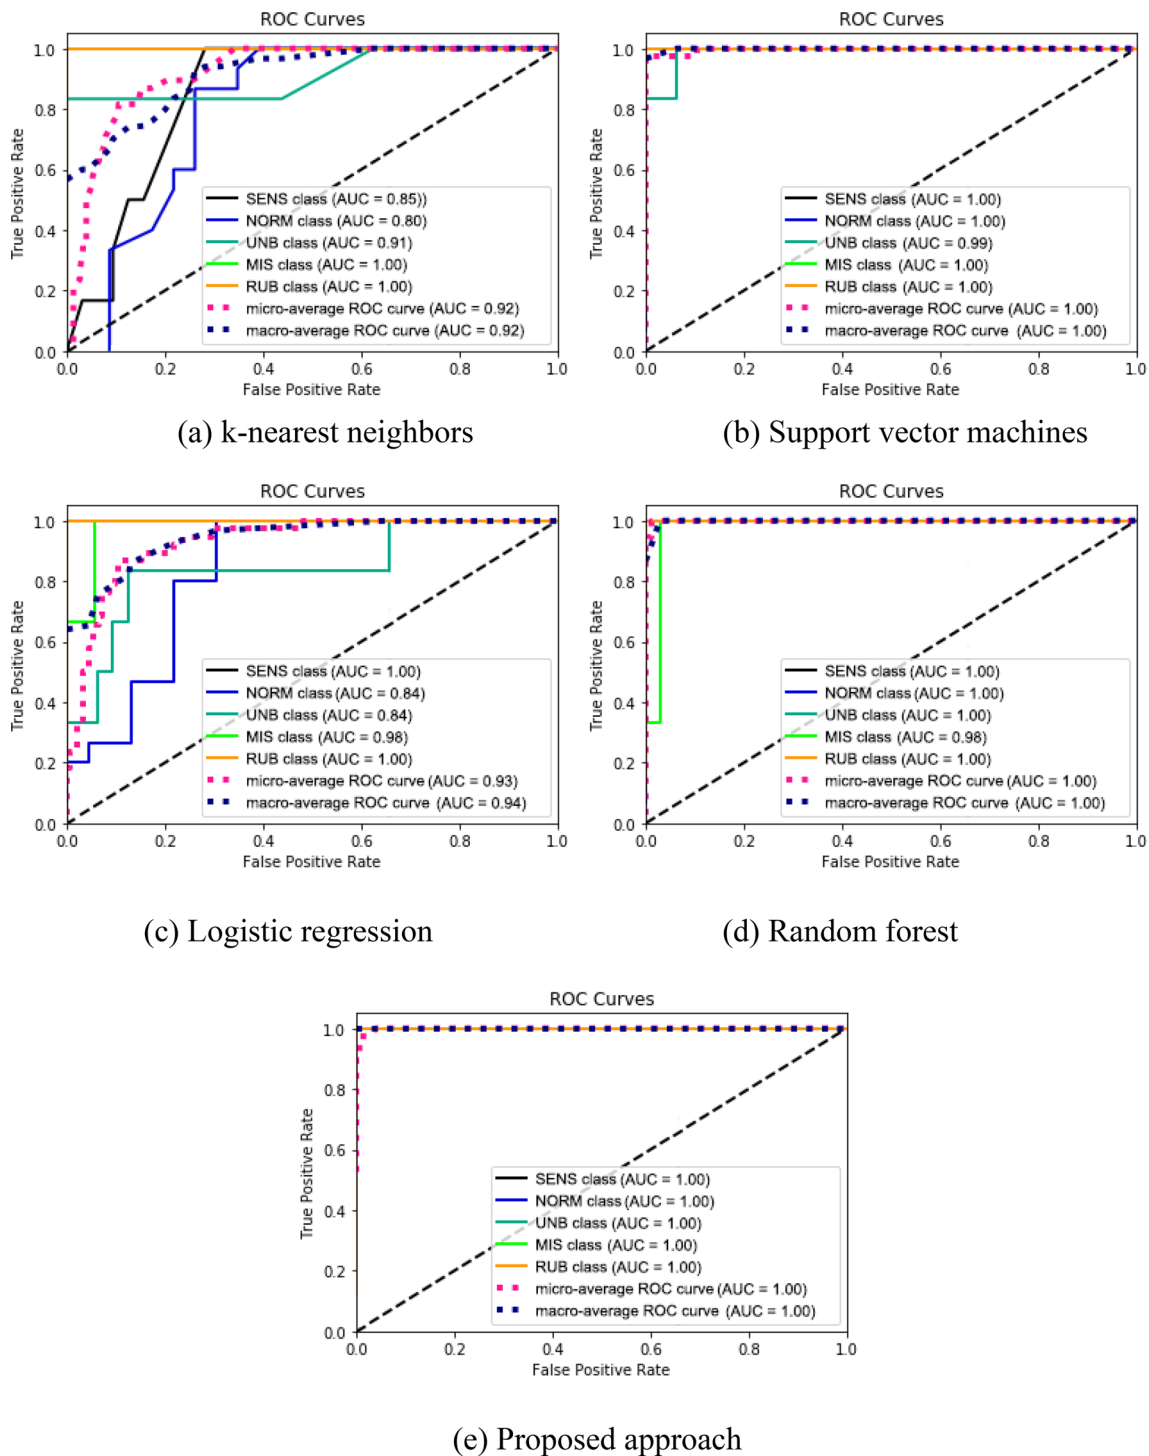 ROC Curves
1.0
0.8
0.6
0.4
0.2
0.0
True Positive Rate
SENS class (AUC = 0.85))
NORM class (AUC = 0.80)
UNB class (AUC = 0.91)
MIS class (AUC = 1.00)
RUB class (AUC = 1.00)
micro-average ROC curve (AUC = 0.92)
macro-average ROC curve (AUC = 0.92)
0.0 0.2 0.4 0.6 0.8 1.0
False Positive Rate
(a) k-nearest neighbors
ROC Curves
1.0
0.8
0.6
0.4
0.2
0.0
True Positive Rate
SENS class (AUC = 1.00)
NORM class (AUC = 1.00)
UNB class (AUC = 0.99)
MIS class (AUC = 1.00)
RUB class (AUC = 1.00)
micro-average ROC curve (AUC = 1.00)
macro-average ROC curve (AUC = 1.00)
0.0 0.2 0.4 0.6 0.8 1.0
False Positive Rate
(b) Support vector machines
ROC Curves
1.0
0.8
0.6
0.4
0.2
0.0
True Positive Rate
SENS class (AUC = 1.00)
NORM class (AUC = 0.84)
UNB class (AUC = 0.84)
MIS class (AUC = 0.98)
RUB class (AUC = 1.00)
micro-average ROC curve (AUC = 0.93)
macro-average ROC curve (AUC = 0.94)
0.0 0.2 0.4 0.6 0.8 1.0
False Positive Rate
(c) Logistic regression
ROC Curves
1.0
0.8
0.6
0.4
0.2
0.0
True Positive Rate
SENS class (AUC = 1.00)
NORM class (AUC = 1.00)
UNB class (AUC = 1.00)
MIS class (AUC = 0.98)
RUB class (AUC = 1.00)
micro-average ROC curve (AUC = 1.00)
macro-average ROC curve (AUC = 1.00)
0.0 0.2 0.4 0.6 0.8 1.0
False Positive Rate
(d) Random forest
ROC Curves
1.0
0.8
0.6
0.4
0.2
0.0
True Positive Rate
SENS class (AUC = 1.00)
NORM class (AUC = 1.00)
UNB class (AUC = 1.00)
MIS class (AUC = 1.00)
RUB class (AUC = 1.00)
micro-average ROC curve (AUC = 1.00)
macro-average ROC curve (AUC = 1.00)
0.0 0.2 0.4 0.6 0.8 1.0
False Positive Rate
(e) Proposed approach